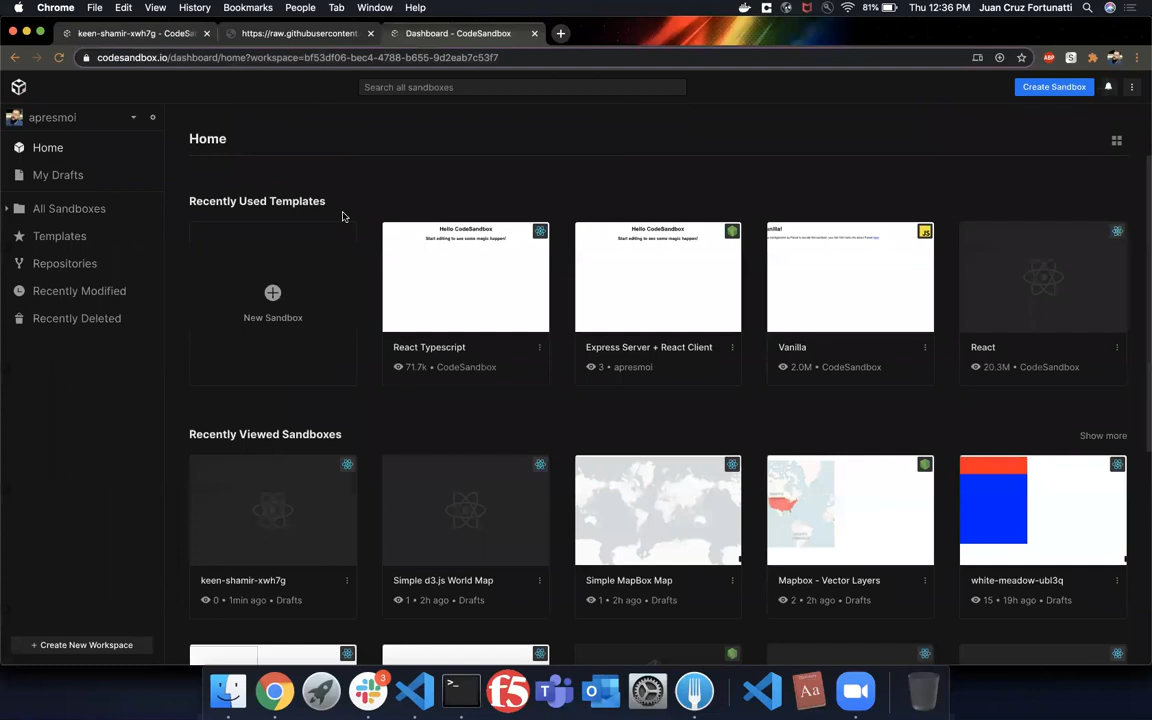 Chrome File Edit View History Bookmarks People Tab Window Help 81% Thu 12:36 PM Juan Cruz Fortunatti
keen-shamir-xwh7g - CodeSa
https://raw.githubusercontent.
Dashboard - CodeSandbox
codesandbox.io/dashboard/home?workspace=bf53df06-bec4-4788-b655-9d2eab7c53f7
ABP
S
Search all sandboxes
Create Sandbox
apresmoi
Home
My Drafts
All Sandboxes
Templates
Repositories
Recently Modified
Recently Deleted
+ Create New Workspace
Home
Recently Used Templates
New Sandbox
Hello CodeSandbox
Start editing to see some magic happen!
React Typescript
71.7k • CodeSandbox
Hello CodeSandbox
Start editing to see some magic happen!
Express Server + React Client
3 • apresmoi
JS
Vanilla
2.0M • CodeSandbox
React
20.3M • CodeSandbox
Recently Viewed Sandboxes
Show more
keen-shamir-xwh7g
0 • 1min ago • Drafts
Simple d3.js World Map
1 • 2h ago • Drafts
Simple MapBox Map
1 • 2h ago • Drafts
Mapbox - Vector Layers
2 • 2h ago • Drafts
white-meadow-ubl3q
15 • 19h ago • Drafts
3
>_
f5
T
O
Aa